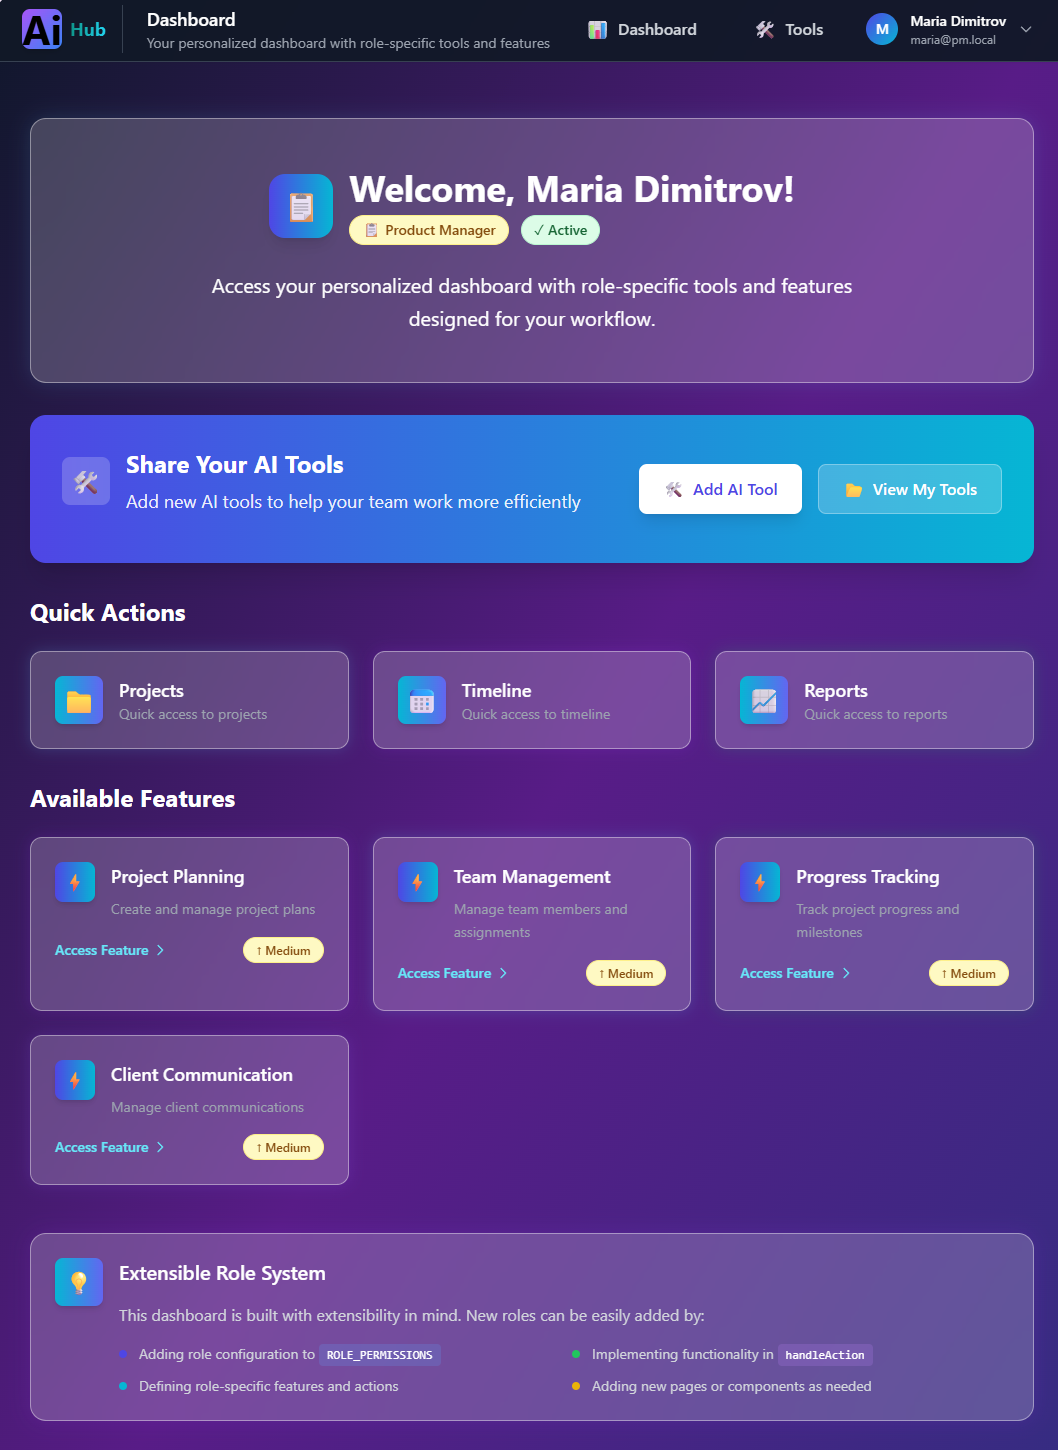 Ai Hub
Dashboard
Your personalized dashboard with role-specific tools and features
Dashboard
Tools
M
Maria Dimitrov
maria@pm.local
Welcome, Maria Dimitrov!
Product Manager
✓ Active
Access your personalized dashboard with role-specific tools and features
designed for your workflow.
Share Your AI Tools
Add new AI tools to help your team work more efficiently
Add AI Tool
View My Tools
Quick Actions
Projects
Quick access to projects
Timeline
Quick access to timeline
Reports
Quick access to reports
Available Features
Project Planning
Create and manage project plans
Access Feature
↑ Medium
Team Management
Manage team members and
assignments
Access Feature
↑ Medium
Progress Tracking
Track project progress and
milestones
Access Feature
↑ Medium
Client Communication
Manage client communications
Access Feature
↑ Medium
Extensible Role System
This dashboard is built with extensibility in mind. New roles can be easily added by:
Adding role configuration to ROLE_PERMISSIONS
Implementing functionality in handleAction
Defining role-specific features and actions
Adding new pages or components as needed